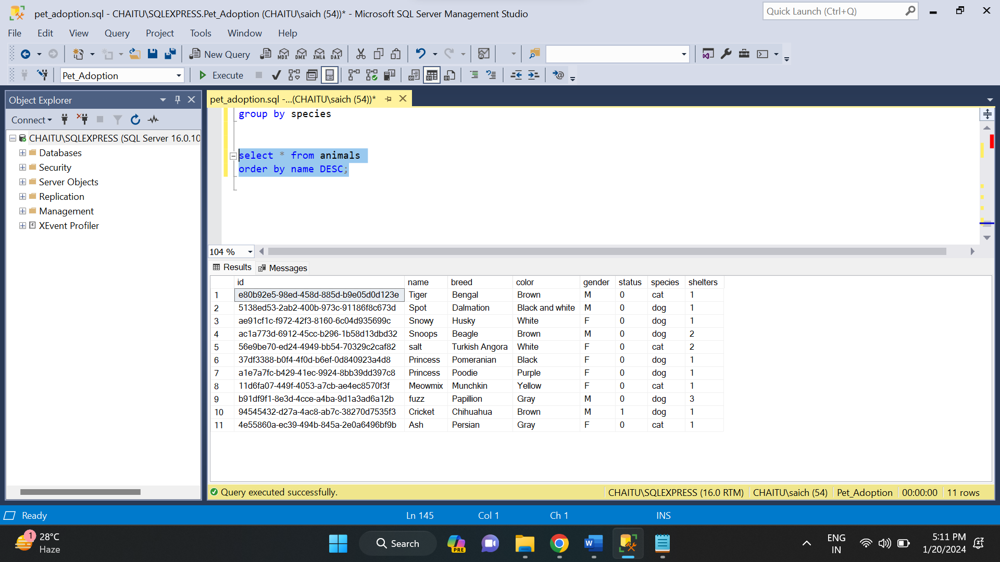 pet_adoption.sql - CHAITU\SQLEXPRESS.Pet_Adoption (CHAITU\saich (54))* - Microsoft SQL Server Management Studio
Quick Launch (Ctrl+Q)
File Edit View Query Project Tools Window Help
New Query MDX DMX XMLA DAX
Pet_Adoption Execute
Object Explorer
Connect
CHAITU\SQLEXPRESS (SQL Server 16.0.10
Databases
Security
Server Objects
Replication
Management
XEvent Profiler
pet_adoption.sql -...(CHAITU\saich (54))*
group by species
select * from animals
order by name DESC;
104 %
Results Messages
id name breed color gender status species shelters
1 e80b92e5-98ed-458d-885d-b9e05d0d123e Tiger Bengal Brown M 0 cat 1
2 5138ed53-2ab2-400b-973c-91186f8c673d Spot Dalmation Black and white M 0 dog 1
3 ae91cf1c-f972-42f3-8160-6c04d935699c Snowy Husky White F 0 dog 1
4 ac1a773d-6912-45cc-b296-1b58d13dbd32 Snoops Beagle Brown M 0 dog 2
5 56e9be70-ed24-4949-bb54-70329c2caf82 salt Turkish Angora White F 0 cat 2
6 37df3388-b0f4-4f0d-b6ef-0d840923a4d8 Princess Pomeranian Black F 0 dog 1
7 a1e7a7fc-b429-41ec-9924-8bb39dd397c8 Princess Poodie Purple F 0 dog 1
8 11d6fa07-449f-4053-a7cb-ae4ec8570f3f Meowmix Munchkin Yellow F 0 cat 1
9 b91df9f1-8e3d-4cce-a4ba-9d1a3ad6a12b fuzz Papillion Gray M 0 dog 3
10 94545432-d27a-4ac8-ab7c-38270d7535f3 Cricket Chihuahua Brown M 1 dog 1
11 4e55860a-ec39-494b-845a-2e0a6496bf9b Ash Persian Gray F 0 cat 1
Query executed successfully. CHAITU\SQLEXPRESS (16.0 RTM) CHAITU\saich (54) Pet_Adoption 00:00:00 11 rows
Ready Ln 145 Col 1 Ch 1 INS
1 28°C
Haze
Search
PRE
W
ENG
IN
5:11 PM
1/20/2024